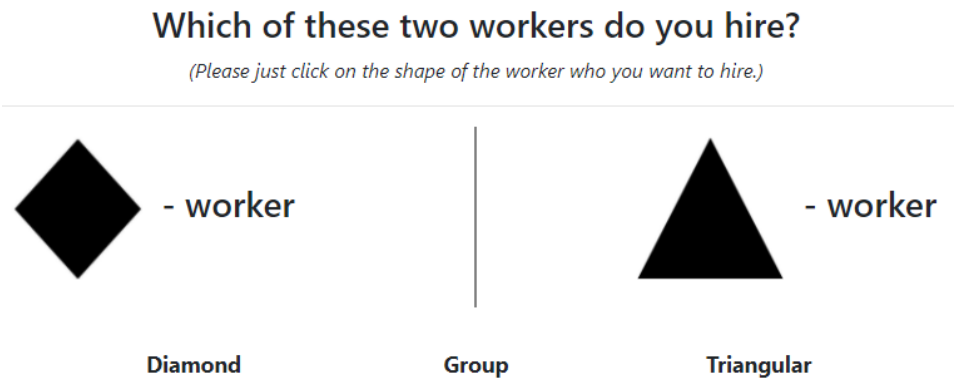 Which of these two workers do you hire?
(Please just click on the shape of the worker who you want to hire.)
- worker
- worker
Diamond Group Triangular